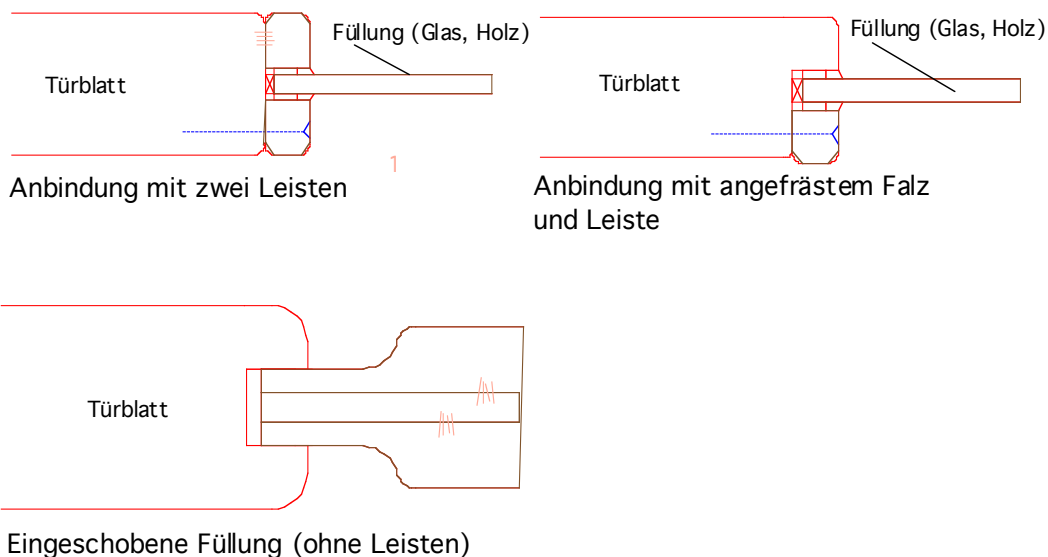 Füllung (Glas, Holz)
Türblatt
1
Anbindung mit zwei Leisten
Füllung (Glas, Holz)
Türblatt
Anbindung mit angefrästem Falz
und Leiste
Türblatt
Eingeschobene Füllung (ohne Leisten)